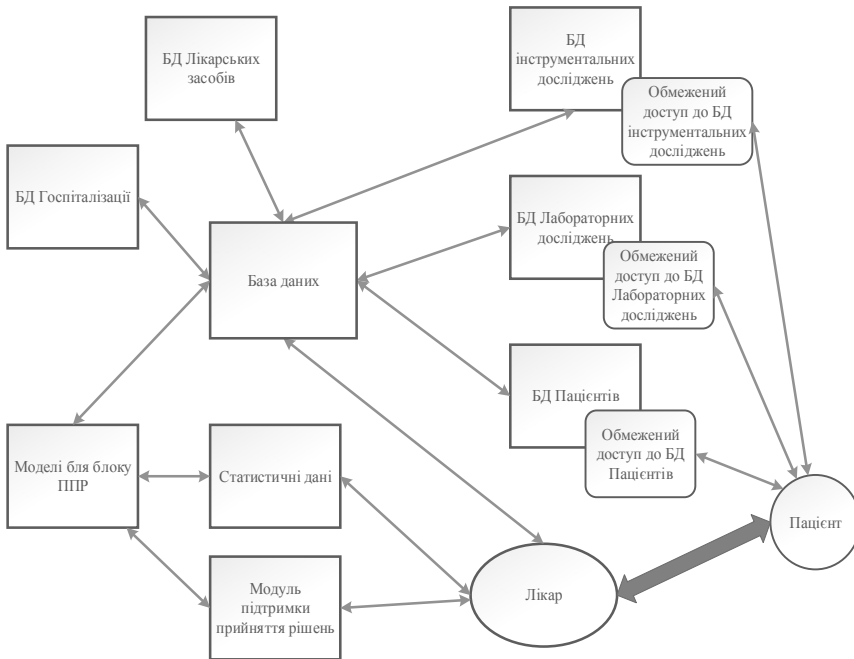 БД Лікарських
засобів
БД
інструментальних
досліджень
Обмежений
доступ до БД
інструментальних
досліджень
БД Госпіталізації
БД Лабораторних
досліджень
База даних
Обмежений
доступ до БД
Лабораторних
досліджень
БД Пацієнтів
Обмежений
доступ до БД
Пацієнтів
Моделі бля блоку
ППР
Статистичні дані
Пацієнт
Модуль
підтримки
прийняття рішень
Лікар